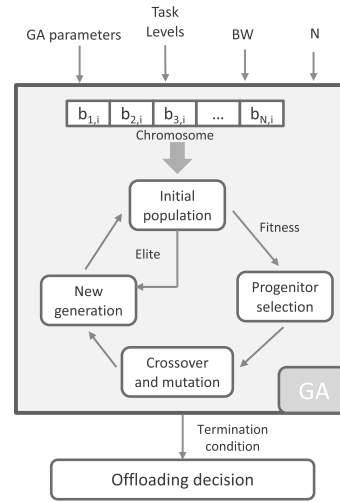 GA parameters
Task
Levels
BW
N
b1,i b2,i b3,i ... bN,i
Chromosome
Initial
population
Elite
Fitness
New
generation
Progenitor
selection
Crossover
and mutation
GA
Termination
condition
Offloading decision